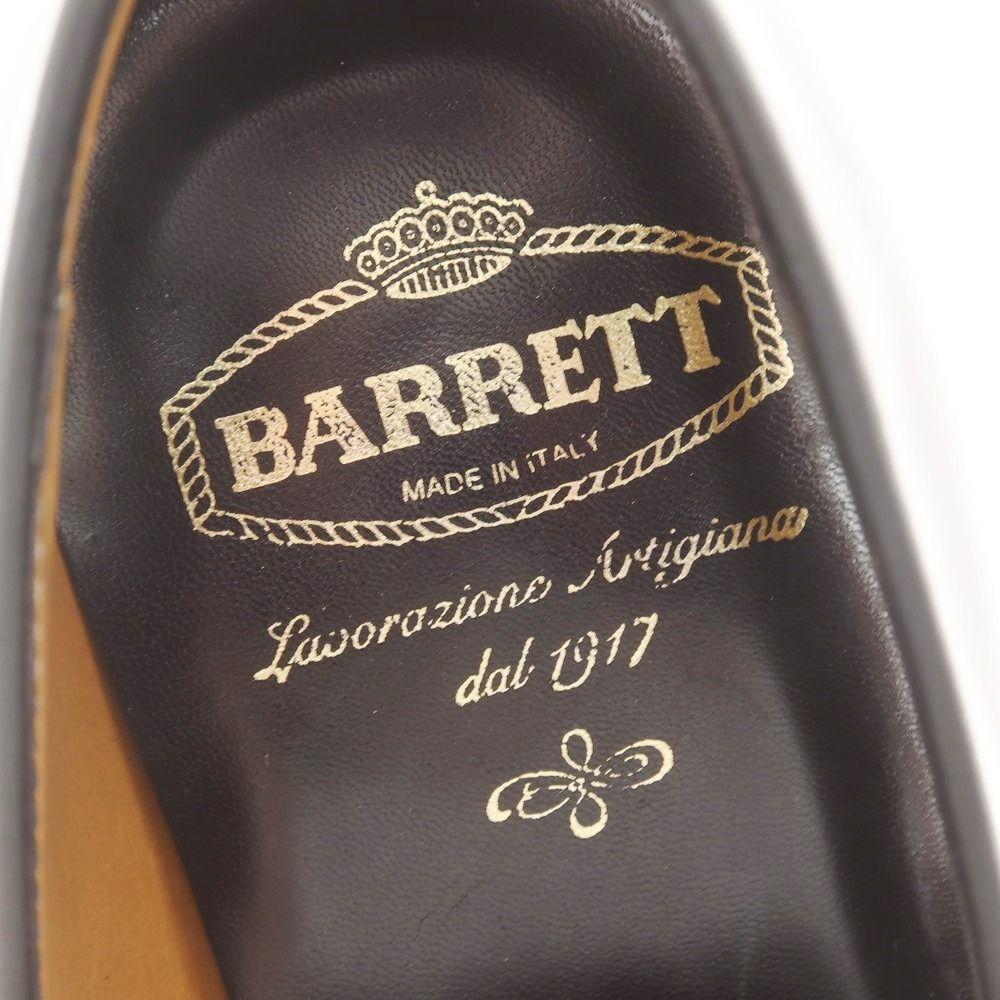 BARRETT
MADE IN ITALY
Lavorazione Artigiana
dal 1917